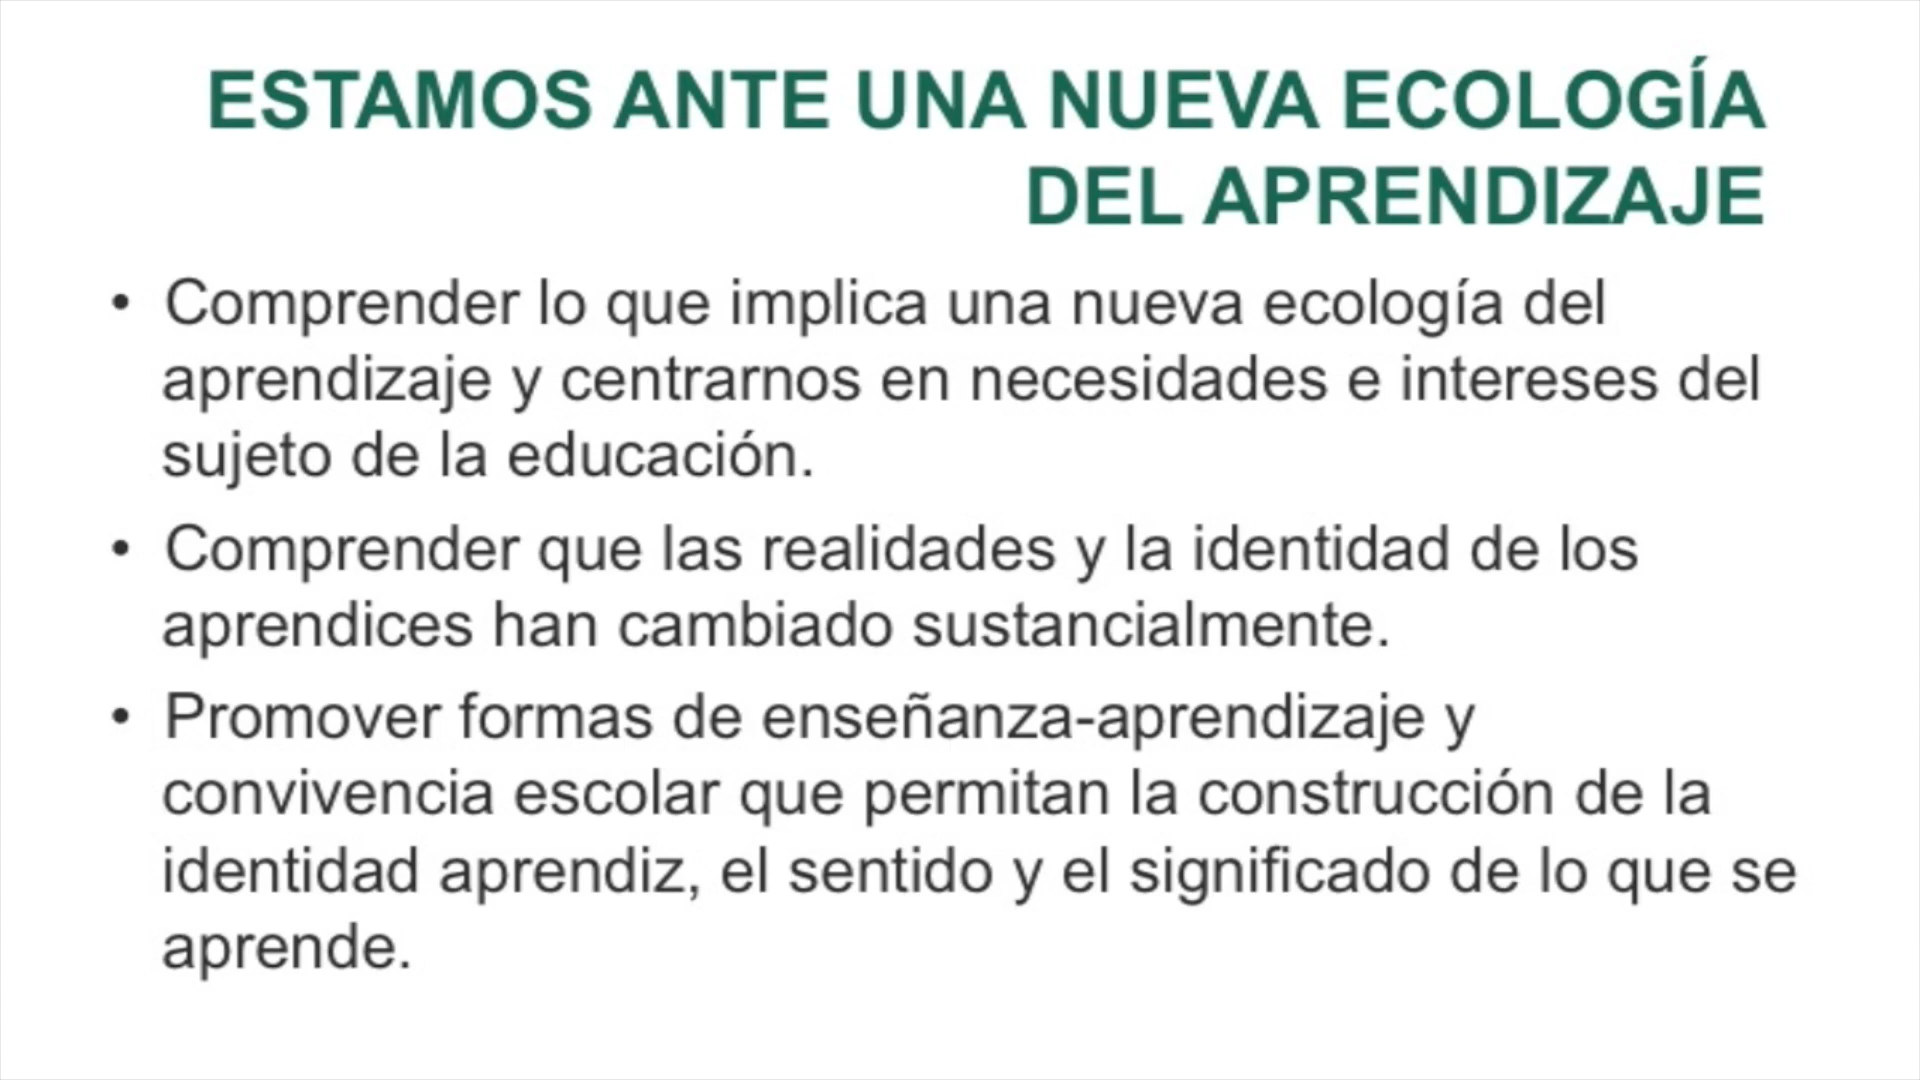 ESTAMOS ANTE UNA NUEVA ECOLOGÍA
DEL APRENDIZAJE
• Comprender lo que implica una nueva ecología del
aprendizaje y centrarnos en necesidades e intereses del
sujeto de la educación.
• Comprender que las realidades y la identidad de los
aprendices han cambiado sustancialmente.
• Promover formas de enseñanza-aprendizaje y
convivencia escolar que permitan la construcción de la
identidad aprendiz, el sentido y el significado de lo que se
aprende.